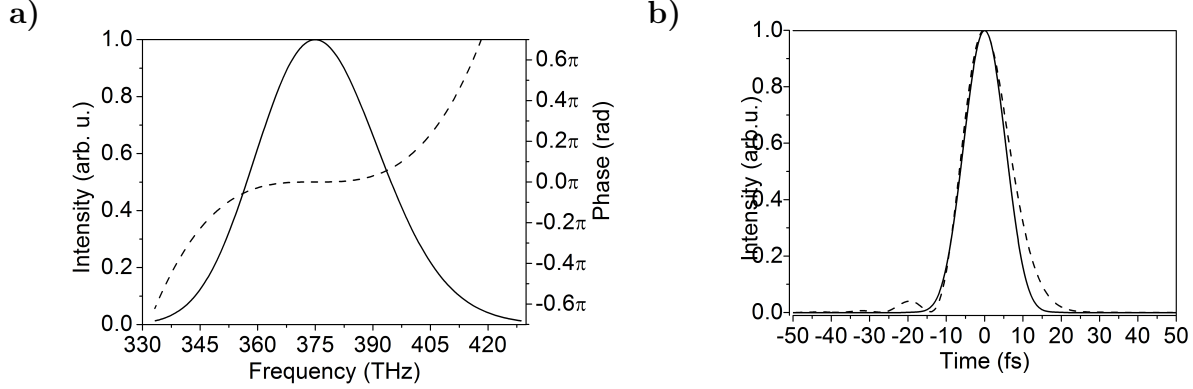 a)
b)
1.0
0.8
0.6
0.4
0.2
0.0
Intensity (arb. u.)
330 345 360 375 390 405 420
Frequency (THz)
0.6π
0.4π
0.2π
0.0π
-0.2π
-0.4π
-0.6π
Phase (rad)
1.0
0.8
0.6
0.4
0.2
0.0
Intensity (arb.u.)
-50 -40 -30 -20 -10 0 10 20 30 40 50
Time (fs)